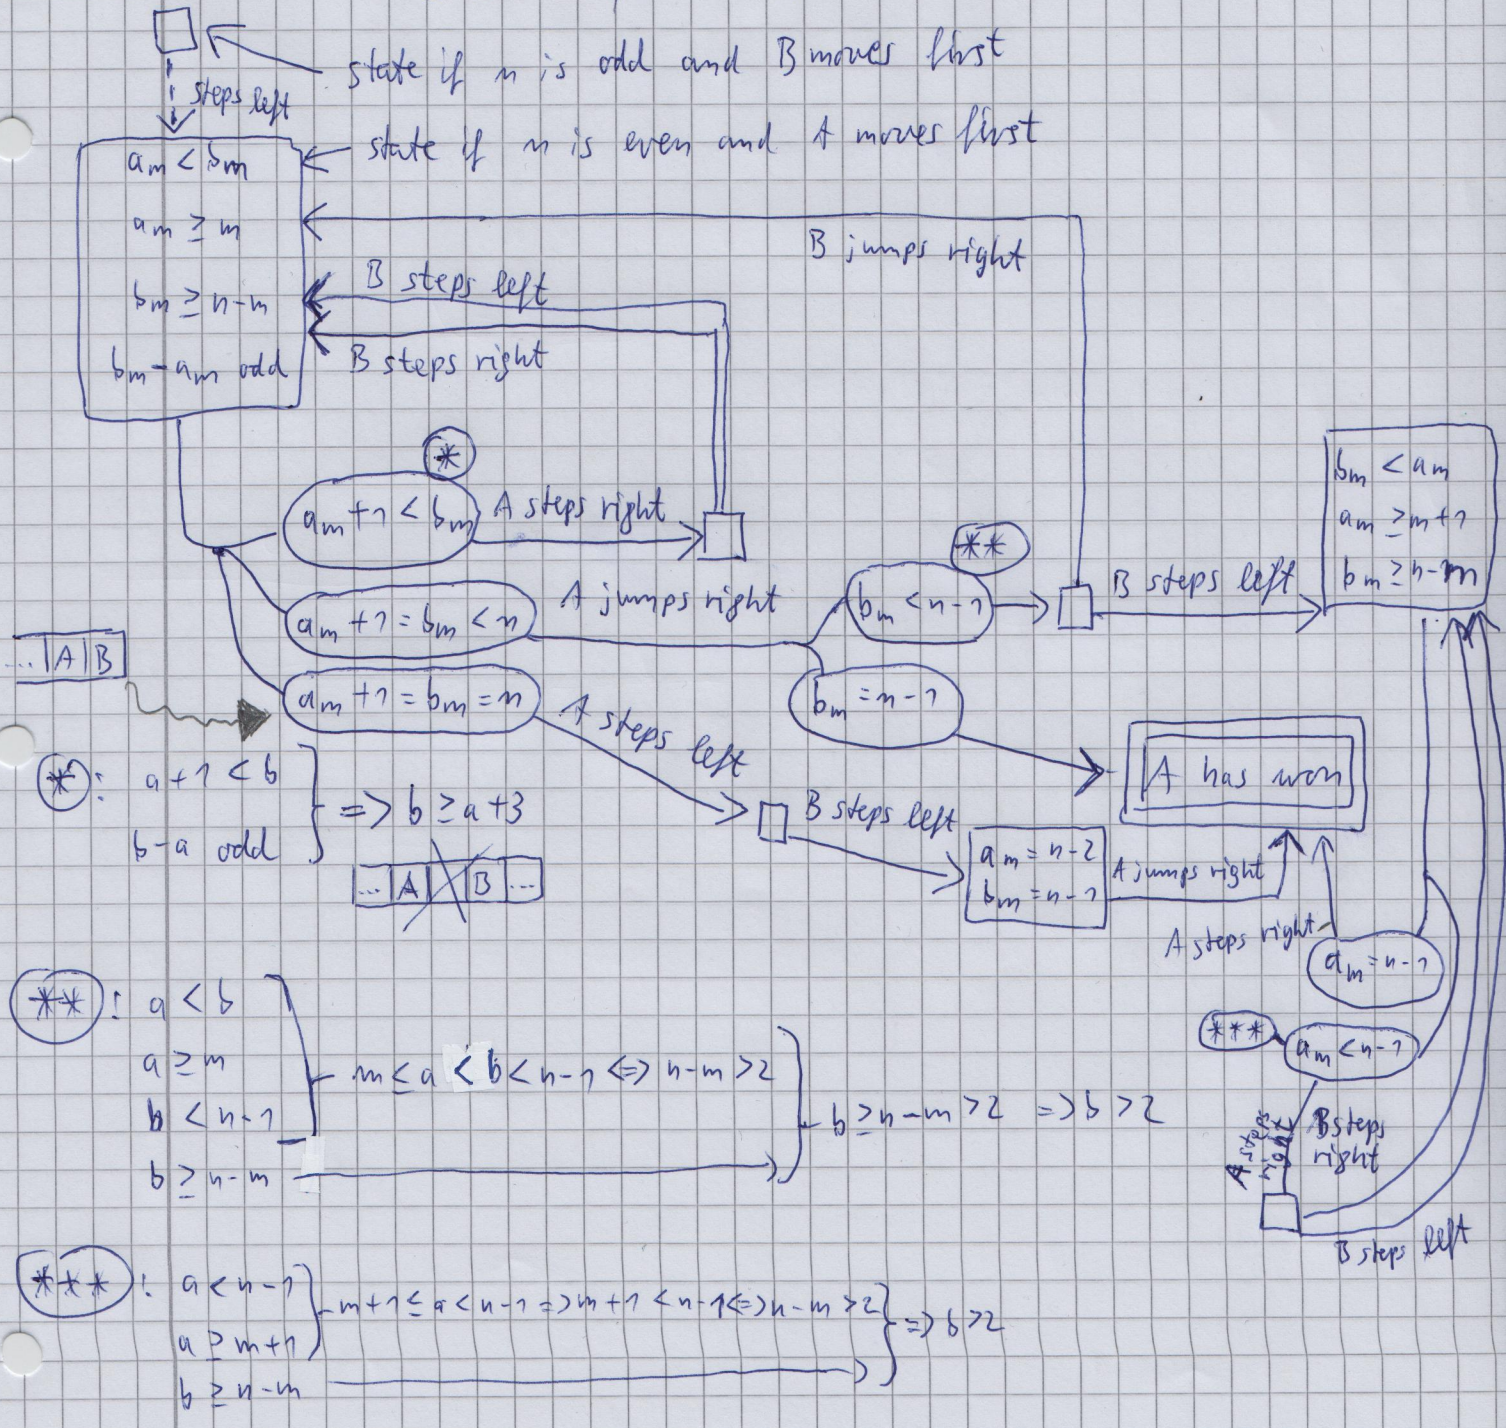 state if n is odd and B moves first
steps left
state if n is even and A moves first
a_m < b_m
a_m ≥ m
b_m ≥ n-m
b_m - a_m odd
B jumps right
B steps left
B steps right
*
a_m+1 < b_m
A steps right
**
b_m < n-1
B steps left
b_m < a_m
a_m ≥ m+1
b_m ≥ n-m
a_m+1 = b_m < n
A jumps right
... A B
a_m+1 = b_m = n
A steps left
b_m = n-1
A has won
B steps left
a_m = n-2
b_m = n-1
A jumps right
A steps right
a_m = n-1
*: a+1 < b
b-a odd
=> b ≥ a+3
... A B ...
***
a_m < n-1
A steps right
B steps right
B steps left
**: a < b
a ≥ m
b < n-1
b ≥ n-m
m ≤ a < b < n-1 <=> n-m > 2
b ≥ n-m > 2 => b > 2
***: a < n-1
a ≥ m+1
b ≥ n-m
m+1 ≤ a < n-1 => m+1 < n-1 <=> n-m > 2
=> b > 2